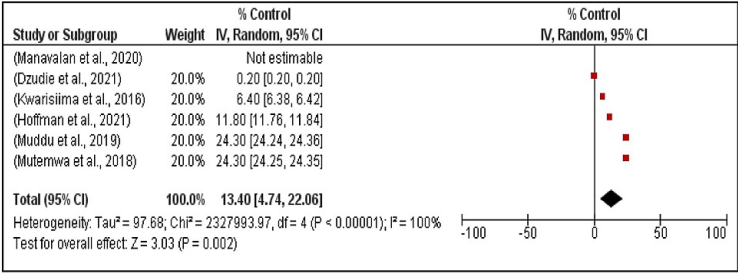 % Control % Control
Study or Subgroup Weight IV, Random, 95% CI IV, Random, 95% CI
(Manavalan et al., 2020) Not estimable
(Dzudie et al., 2021) 20.0% 0.20 [0.20, 0.20]
(Kwarisiima et al., 2016) 20.0% 6.40 [6.38, 6.42]
(Hoffman et al., 2021) 20.0% 11.80 [11.76, 11.84]
(Muddu et al., 2019) 20.0% 24.30 [24.24, 24.36]
(Mutemwa et al., 2018) 20.0% 24.30 [24.25, 24.35]
Total (95% CI) 100.0% 13.40 [4.74, 22.06]
Heterogeneity: Tau² = 97.68; Chi² = 2327993.97, df = 4 (P < 0.00001); I² = 100%
Test for overall effect: Z = 3.03 (P = 0.002)
-100 -50 0 50 100